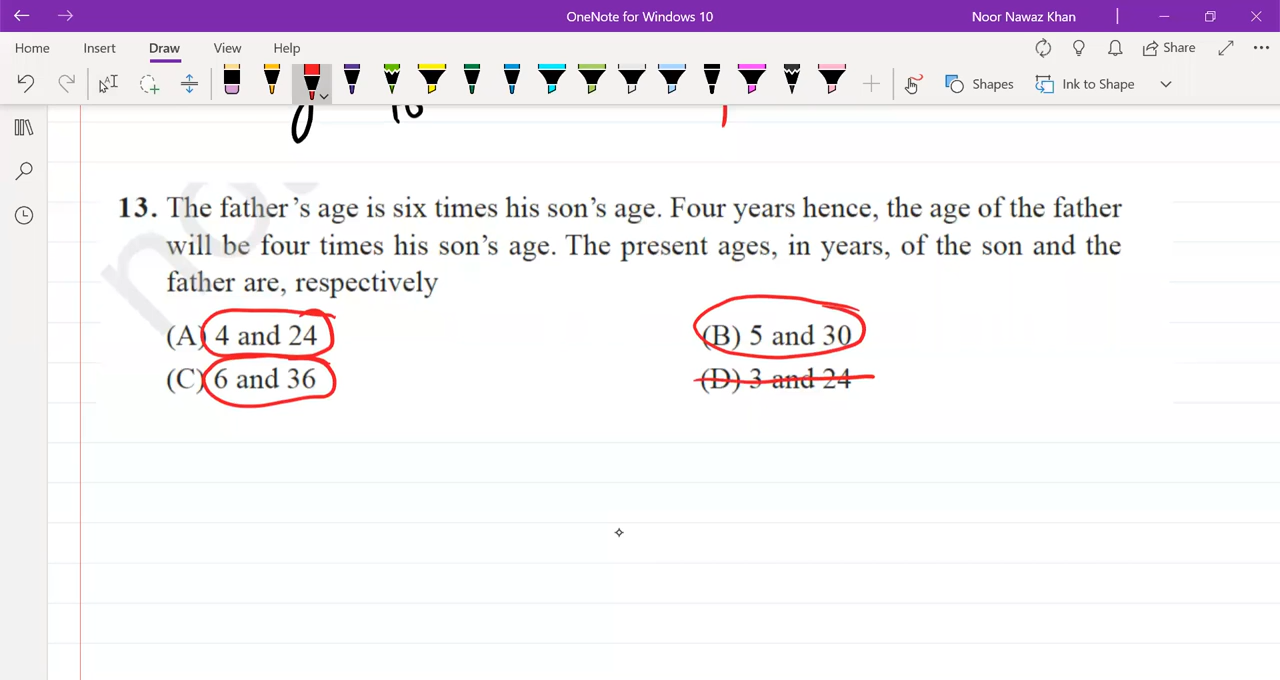 OneNote for Windows 10
Noor Nawaz Khan
Home Insert Draw View Help
Share
Shapes Ink to Shape
13. The father's age is six times his son's age. Four years hence, the age of the father
will be four times his son's age. The present ages, in years, of the son and the
father are, respectively
(A) 4 and 24 (B) 5 and 30
(C) 6 and 36 (D) 3 and 24